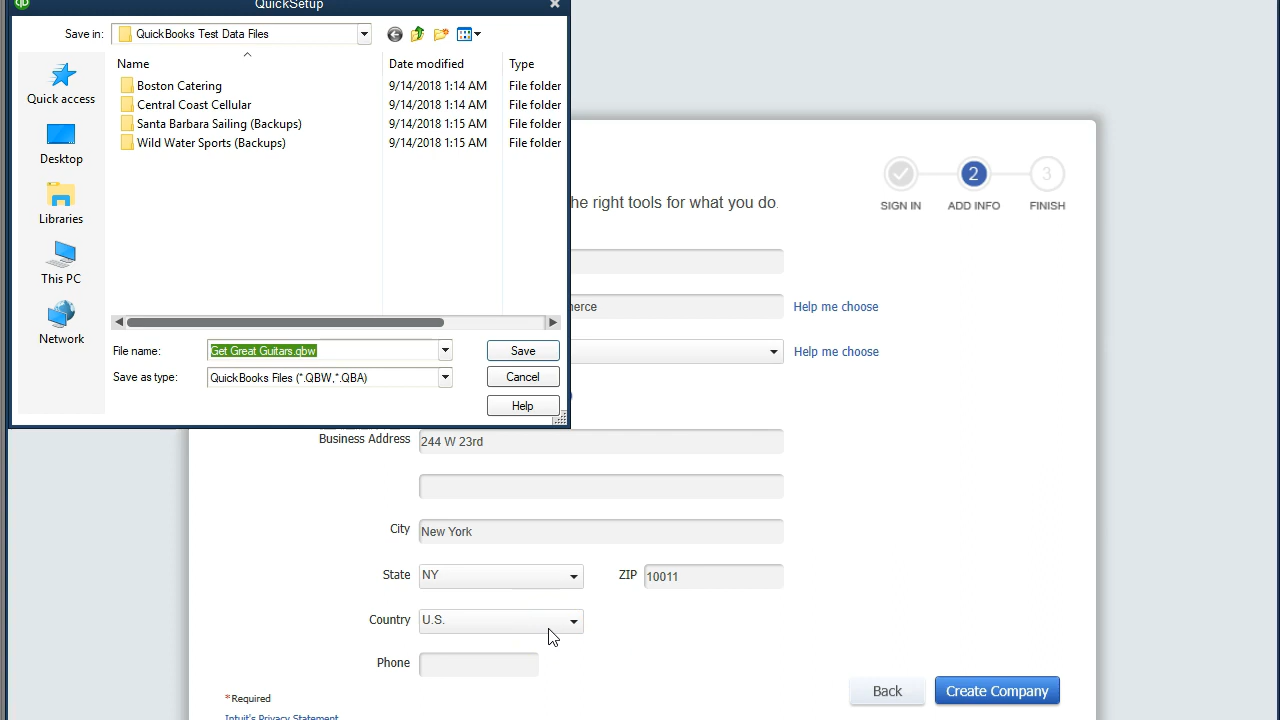 QuickSetup
Save in: QuickBooks Test Data Files
Name Date modified Type
Boston Catering 9/14/2018 1:14 AM File folder
Central Coast Cellular 9/14/2018 1:14 AM File folder
Santa Barbara Sailing (Backups) 9/14/2018 1:15 AM File folder
Wild Water Sports (Backups) 9/14/2018 1:15 AM File folder
Quick access
Desktop
Libraries
This PC
Network
File name: Get Great Guitars.qbw Save
Save as type: QuickBooks Files (*.QBW,*.QBA) Cancel
Help
2 3
SIGN IN ADD INFO FINISH
the right tools for what you do.
Help me choose
Help me choose
Business Address 244 W 23rd
City New York
State NY ZIP 10011
Country U.S.
Phone
*Required
Intuit's Privacy Statement
Back Create Company